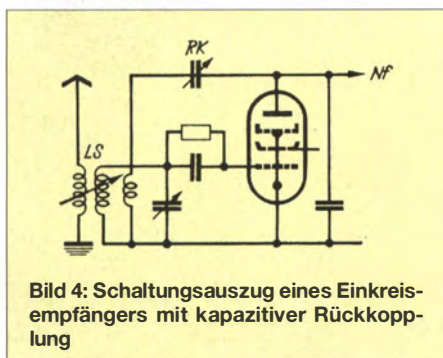 RK
Nf
LS
Bild 4: Schaltungsauszug eines Einkreis-
empfängers mit kapazitiver Rückkopp-
lung